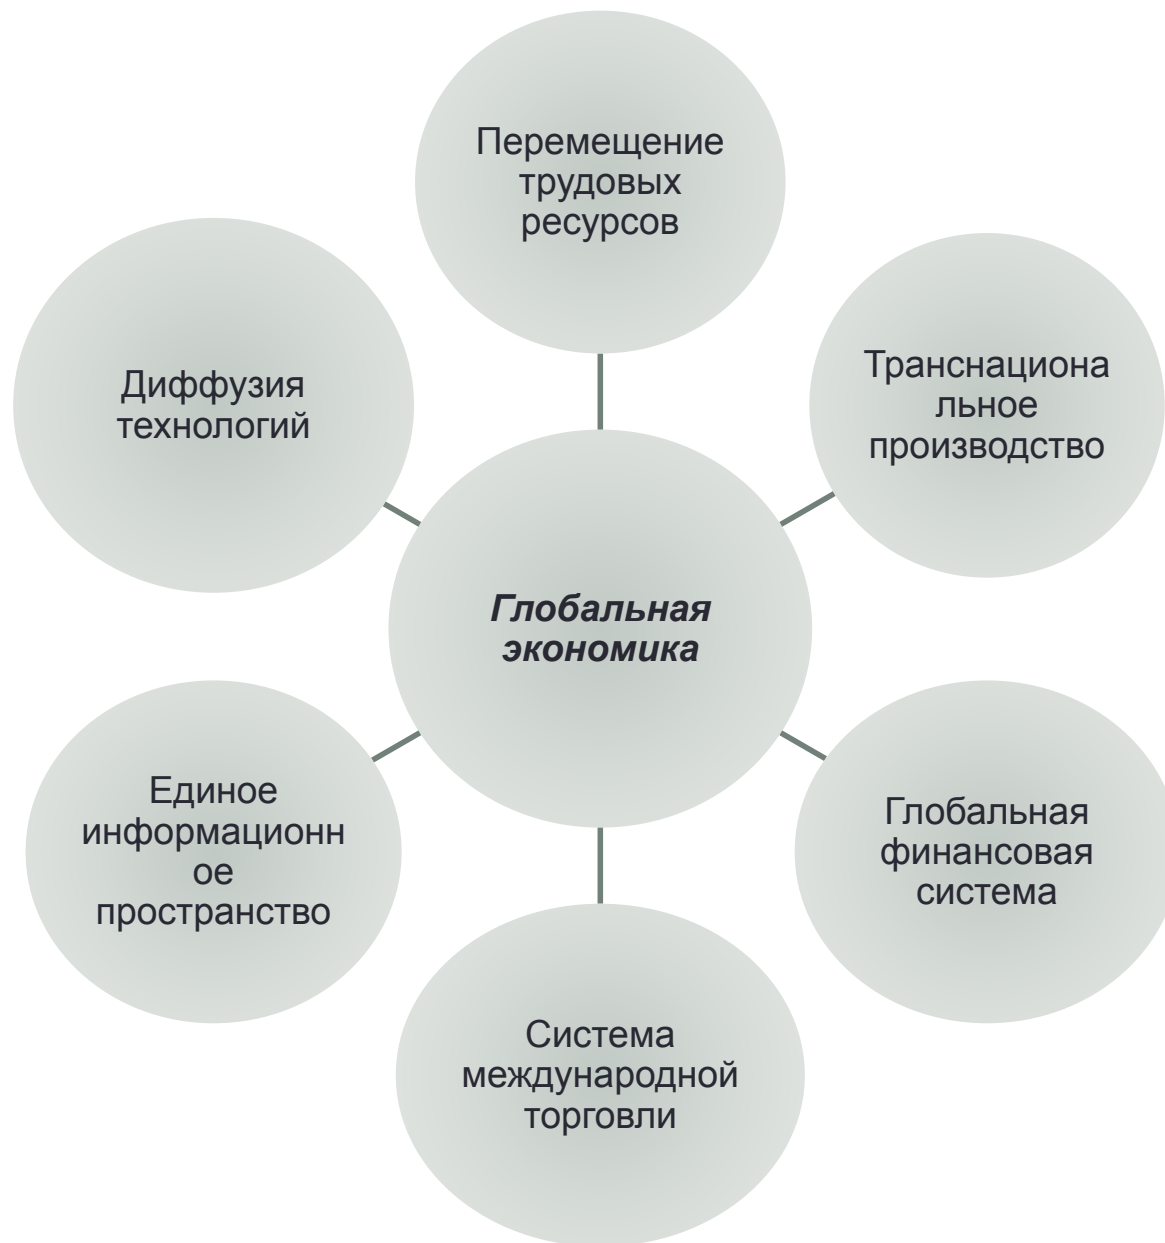 Перемещение
трудовых
ресурсов
Транснациона
льное
производство
Диффузия
технологий
Глобальная
экономика
Единое
информационн
ое
пространство
Глобальная
финансовая
система
Система
международной
торговли